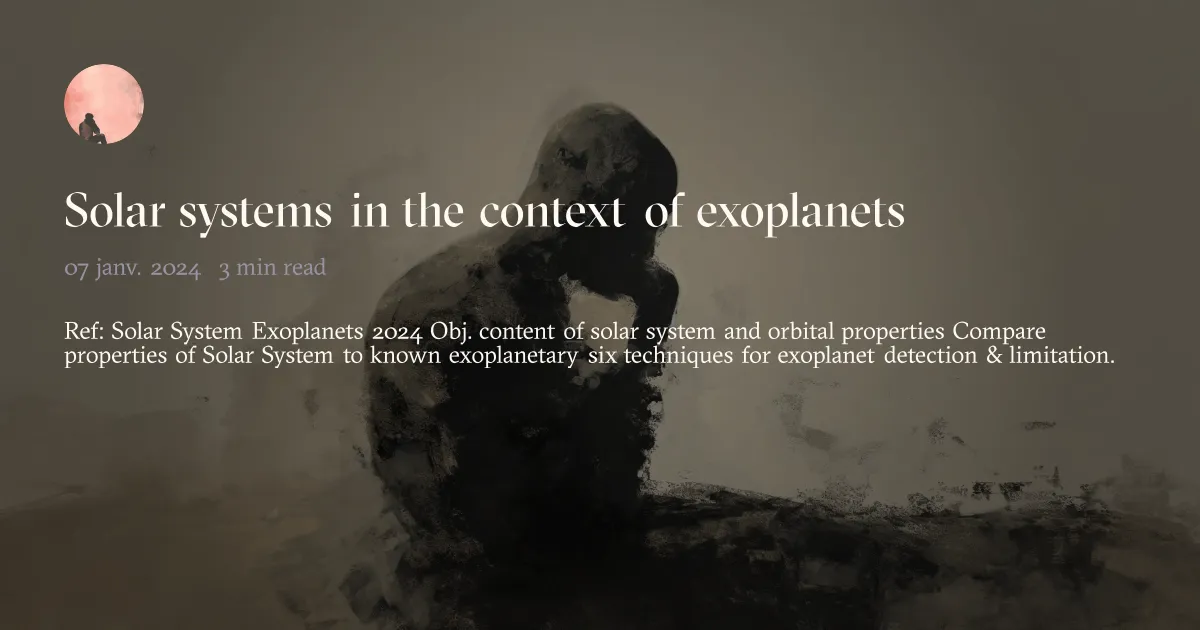 Solar systems in the context of exoplanets
07 janv. 2024 3 min read
Ref: Solar System Exoplanets 2024 Obj. content of solar system and orbital properties Compare
properties of Solar System to known exoplanetary six techniques for exoplanet detection & limitation.